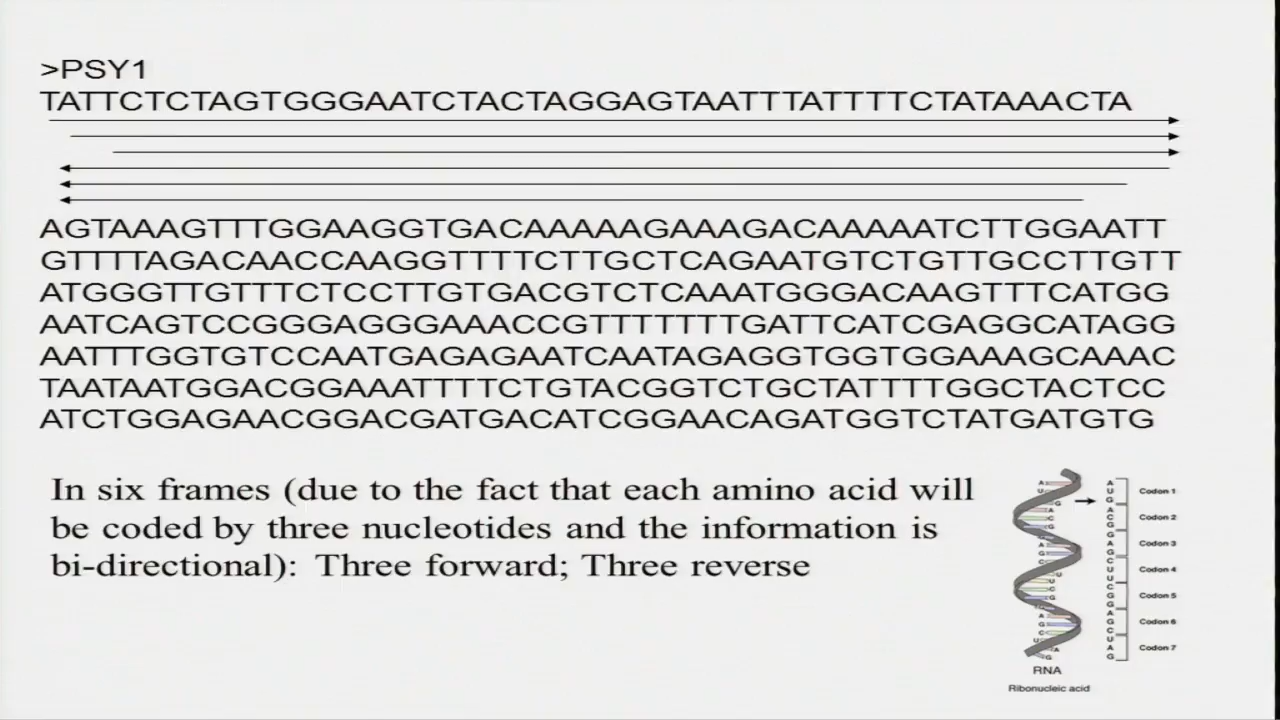 >PSY1
TATTCTCTAGTGGGAATCTACTAGGAGTAATTTATTTTCTATAAACTA
AGTAAAGTTTGGAAGGTGACAAAAAGAAAGACAAAAATCTTGGAATT
GTTTTAGACAACCAAGGTTTTCTTGCTCAGAATGTCTGTTGCCTTGTT
ATGGGTTGTTTCTCCTTGTGACGTCTCAAATGGGACAAGTTTCATGG
AATCAGTCCGGGAGGGAAACCGTTTTTTTGATTCATCGAGGCATAGG
AATTTGGTGTCCAATGAGAGAATCAATAGAGGTGGTGGAAAGCAAAC
TAATAATGGACGGAAATTTTCTGTACGGTCTGCTATTTTGGCTACTCC
ATCTGGAGAACGGACGATGACATCGGAACAGATGGTCTATGATGTG
In six frames (due to the fact that each amino acid will
be coded by three nucleotides and the information is
bi-directional): Three forward; Three reverse
Codon 1
Codon 2
Codon 3
Codon 4
Codon 5
Codon 6
Codon 7
RNA
Ribonucleic acid